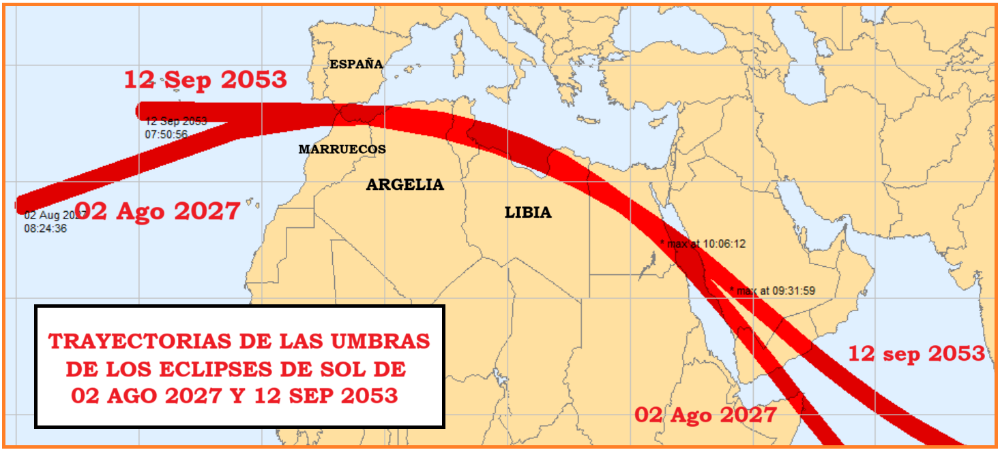 ESPAÑA
12 Sep 2053
12 Sep 2053
07:50:56
MARRUECOS
ARGELIA
02 Aug 2027
02 Ago 2027
08:24:36
LIBIA
* max at 10:06:12
* max at 09:31:59
TRAYECTORIAS DE LAS UMBRAS
DE LOS ECLIPSES DE SOL DE
02 AGO 2027 Y 12 SEP 2053
12 sep 2053
02 Ago 2027